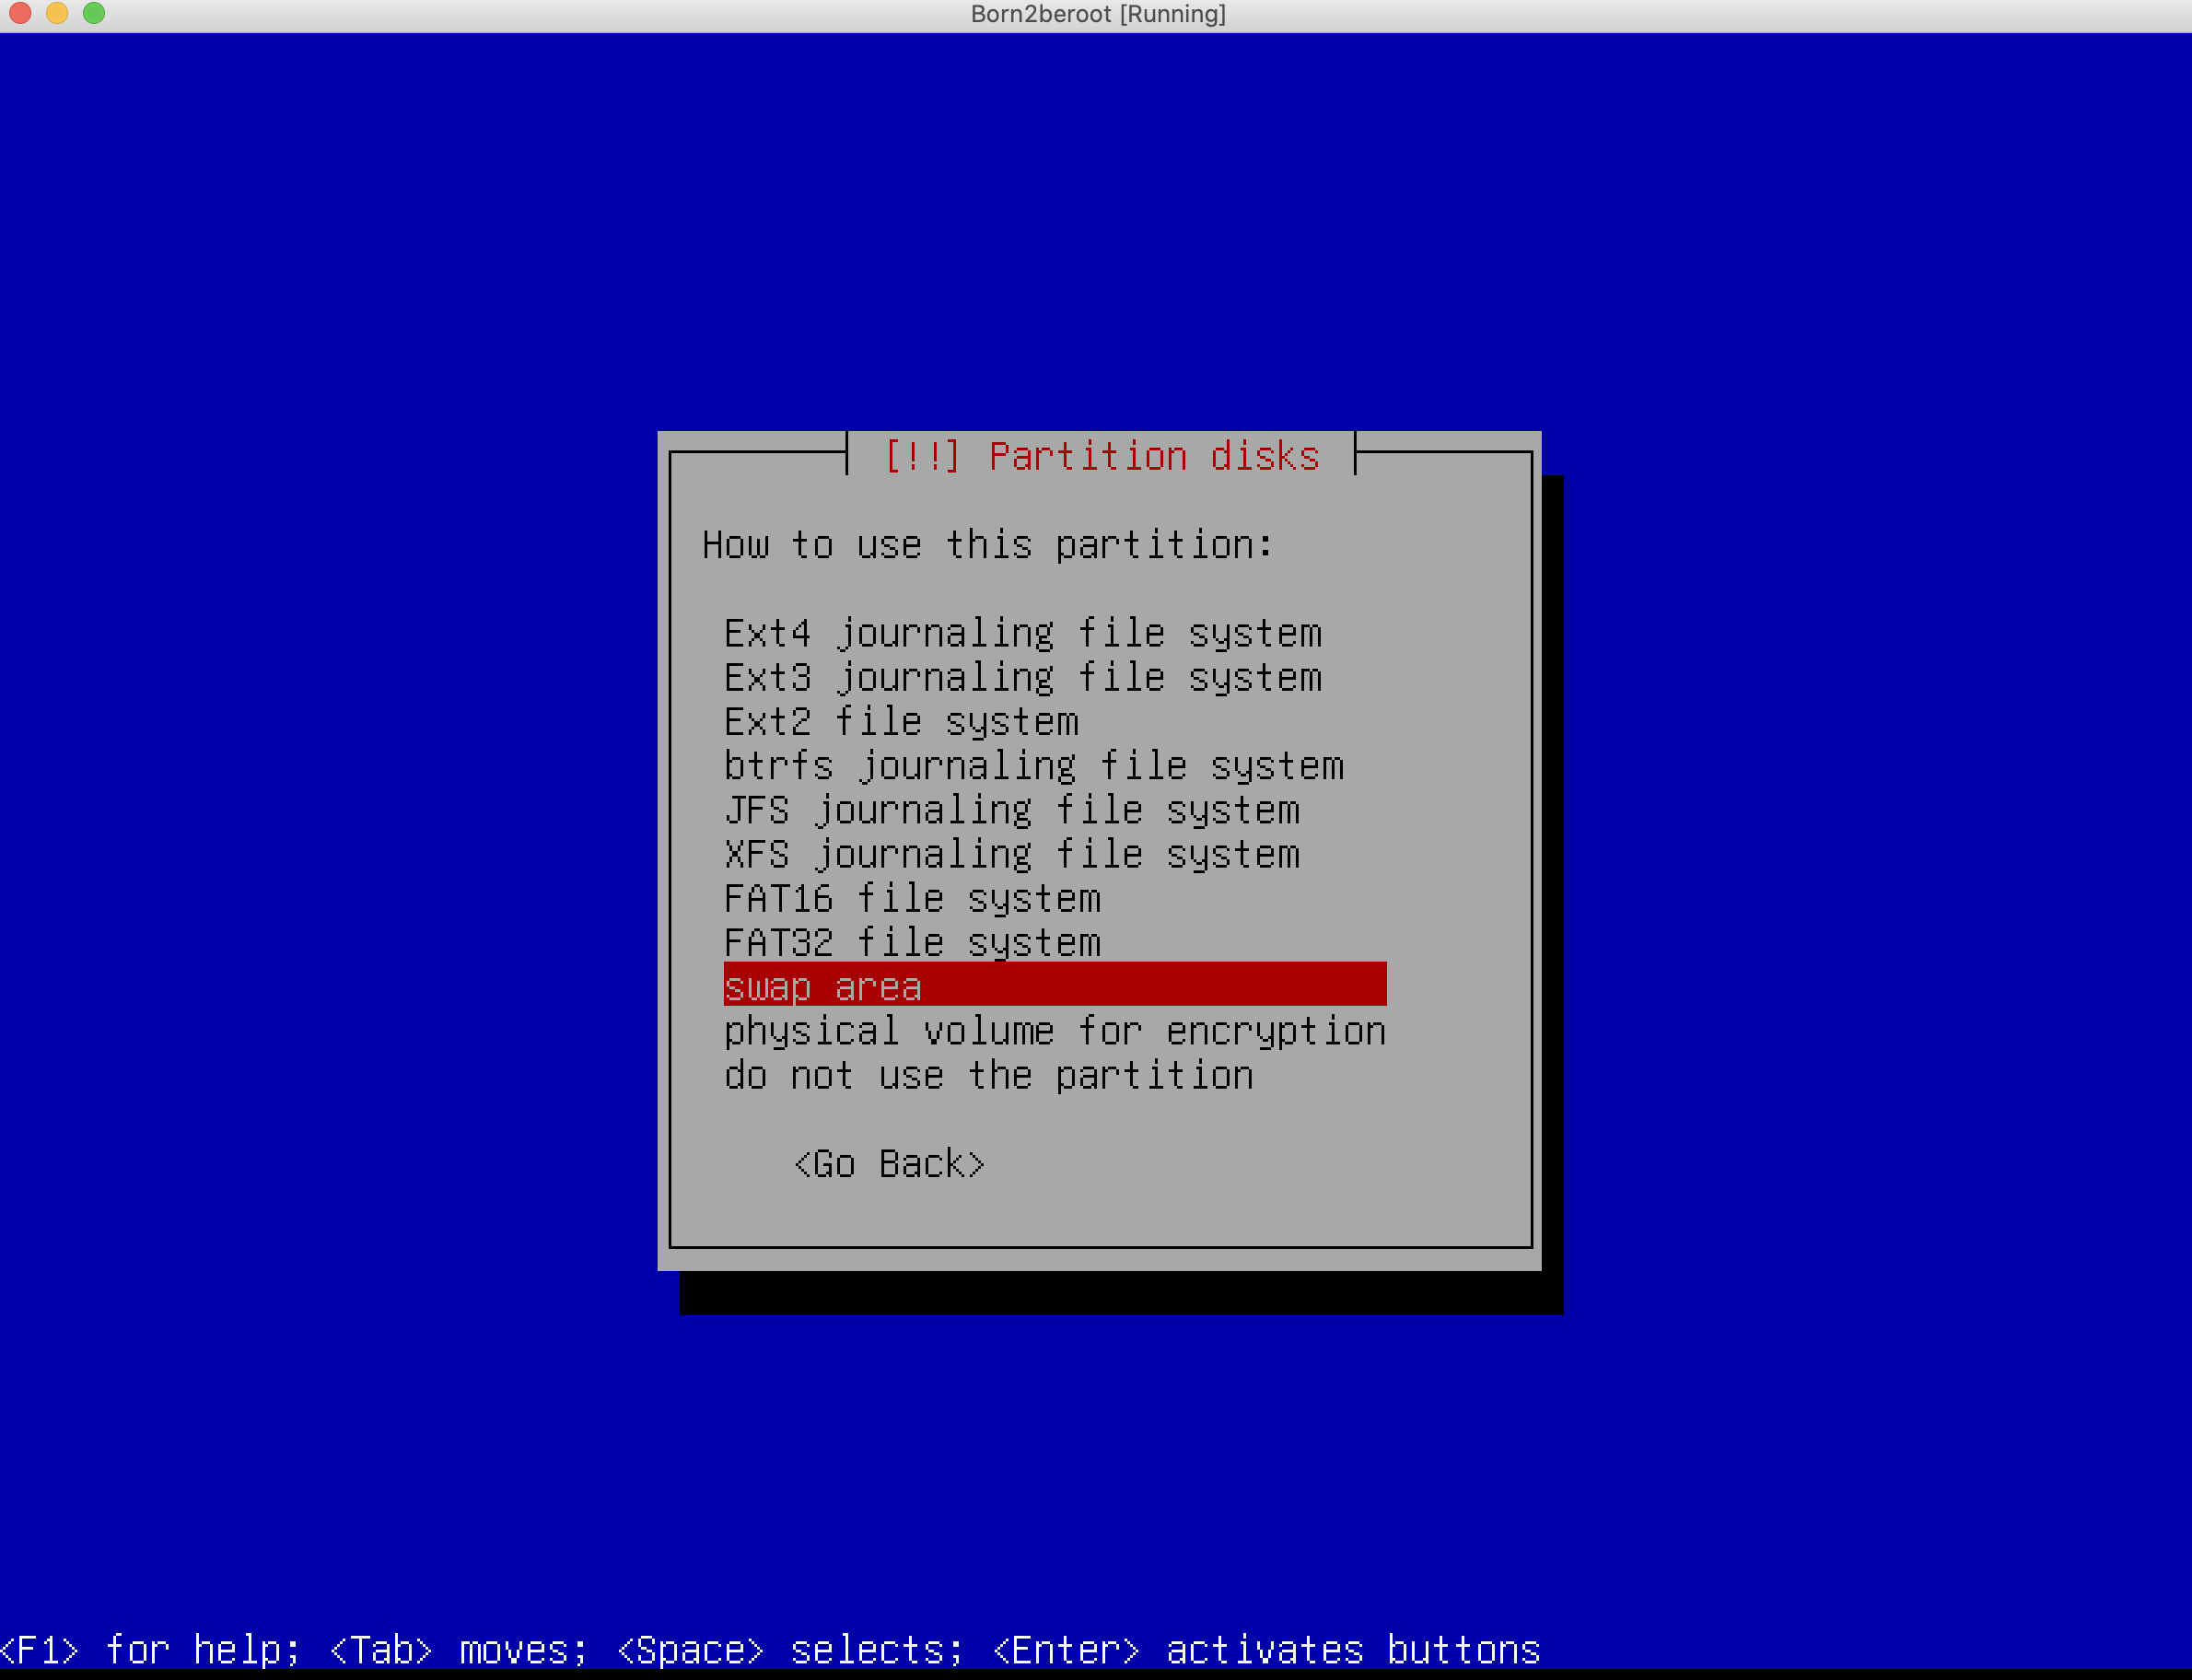 Born2beroot [Running]
[!!] Partition disks
How to use this partition:
Ext4 journaling file system
Ext3 journaling file system
Ext2 file system
btrfs journaling file system
JFS journaling file system
XFS journaling file system
FAT16 file system
FAT32 file system
swap area
physical volume for encryption
do not use the partition
<Go Back>
<F1> for help; <Tab> moves; <Space> selects; <Enter> activates buttons